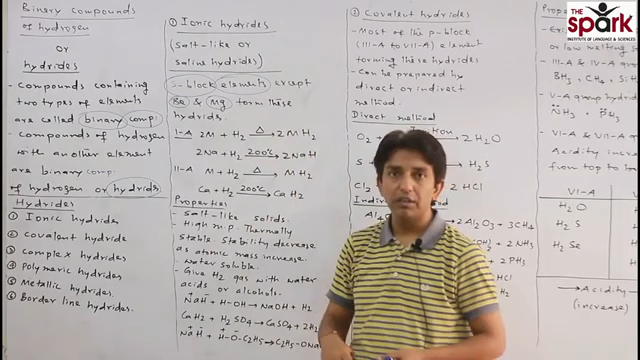 Binary compounds
of hydrogen
or
hydrides
- compounds containing
two types of elements
are called binary comp.
- compounds of hydrogen
with another element
are binary comp.
of hydrogen or hydrids
Hydrides
① Ionic hydride
② Covalent hydride
③ Complex hydrides
④ Polymeric hydrides
⑤ Metallic hydrides.
⑥ Border line hydrides.
① Ionic hydrides
(salt-like or
saline hydrides)
S-block elements except
Be & Mg form these
hydrids.
I-A 2M + H2 △→ 2MH
2Na + H2 200°C→ 2NaH
II-A M + H2 △→ MH2
Ca + H2 200°C→ CaH2
Properties
- salt-like solids.
- High m.p. Thermally
stable. Stability decrease
as atomic mass increase.
water soluble.
- Give H2 gas with water
acids or alcohols.
NaH + H-OH → NaOH + H2
CaH2 + H2SO4 → CaSO4 + 2H2
NaH + H-O-C2H5 → C2H5-ONa
② Covalent hydrides
- Most of the p-block
(III-A to VII-A) element
forming these hydrides
- Can be prepared by
direct or indirect
method.
Direct method
O2 + 2H2O
S H2S
Cl2 2HCl
Al4 2Al2O3 + 3CH4
2NH3
2PH3
HCl
or low melting
- III-A & IV-A
BH3, CH4, Si
- V-A group hydrid
NH3, PH3
- VI-A & VII-A
Acidity incre
from top to
VI-A
H2O
H2S
H2Se
→ Acidity
(increase)
THE
spark
INSTITUTE OF LANGUAGE & SCIENCES